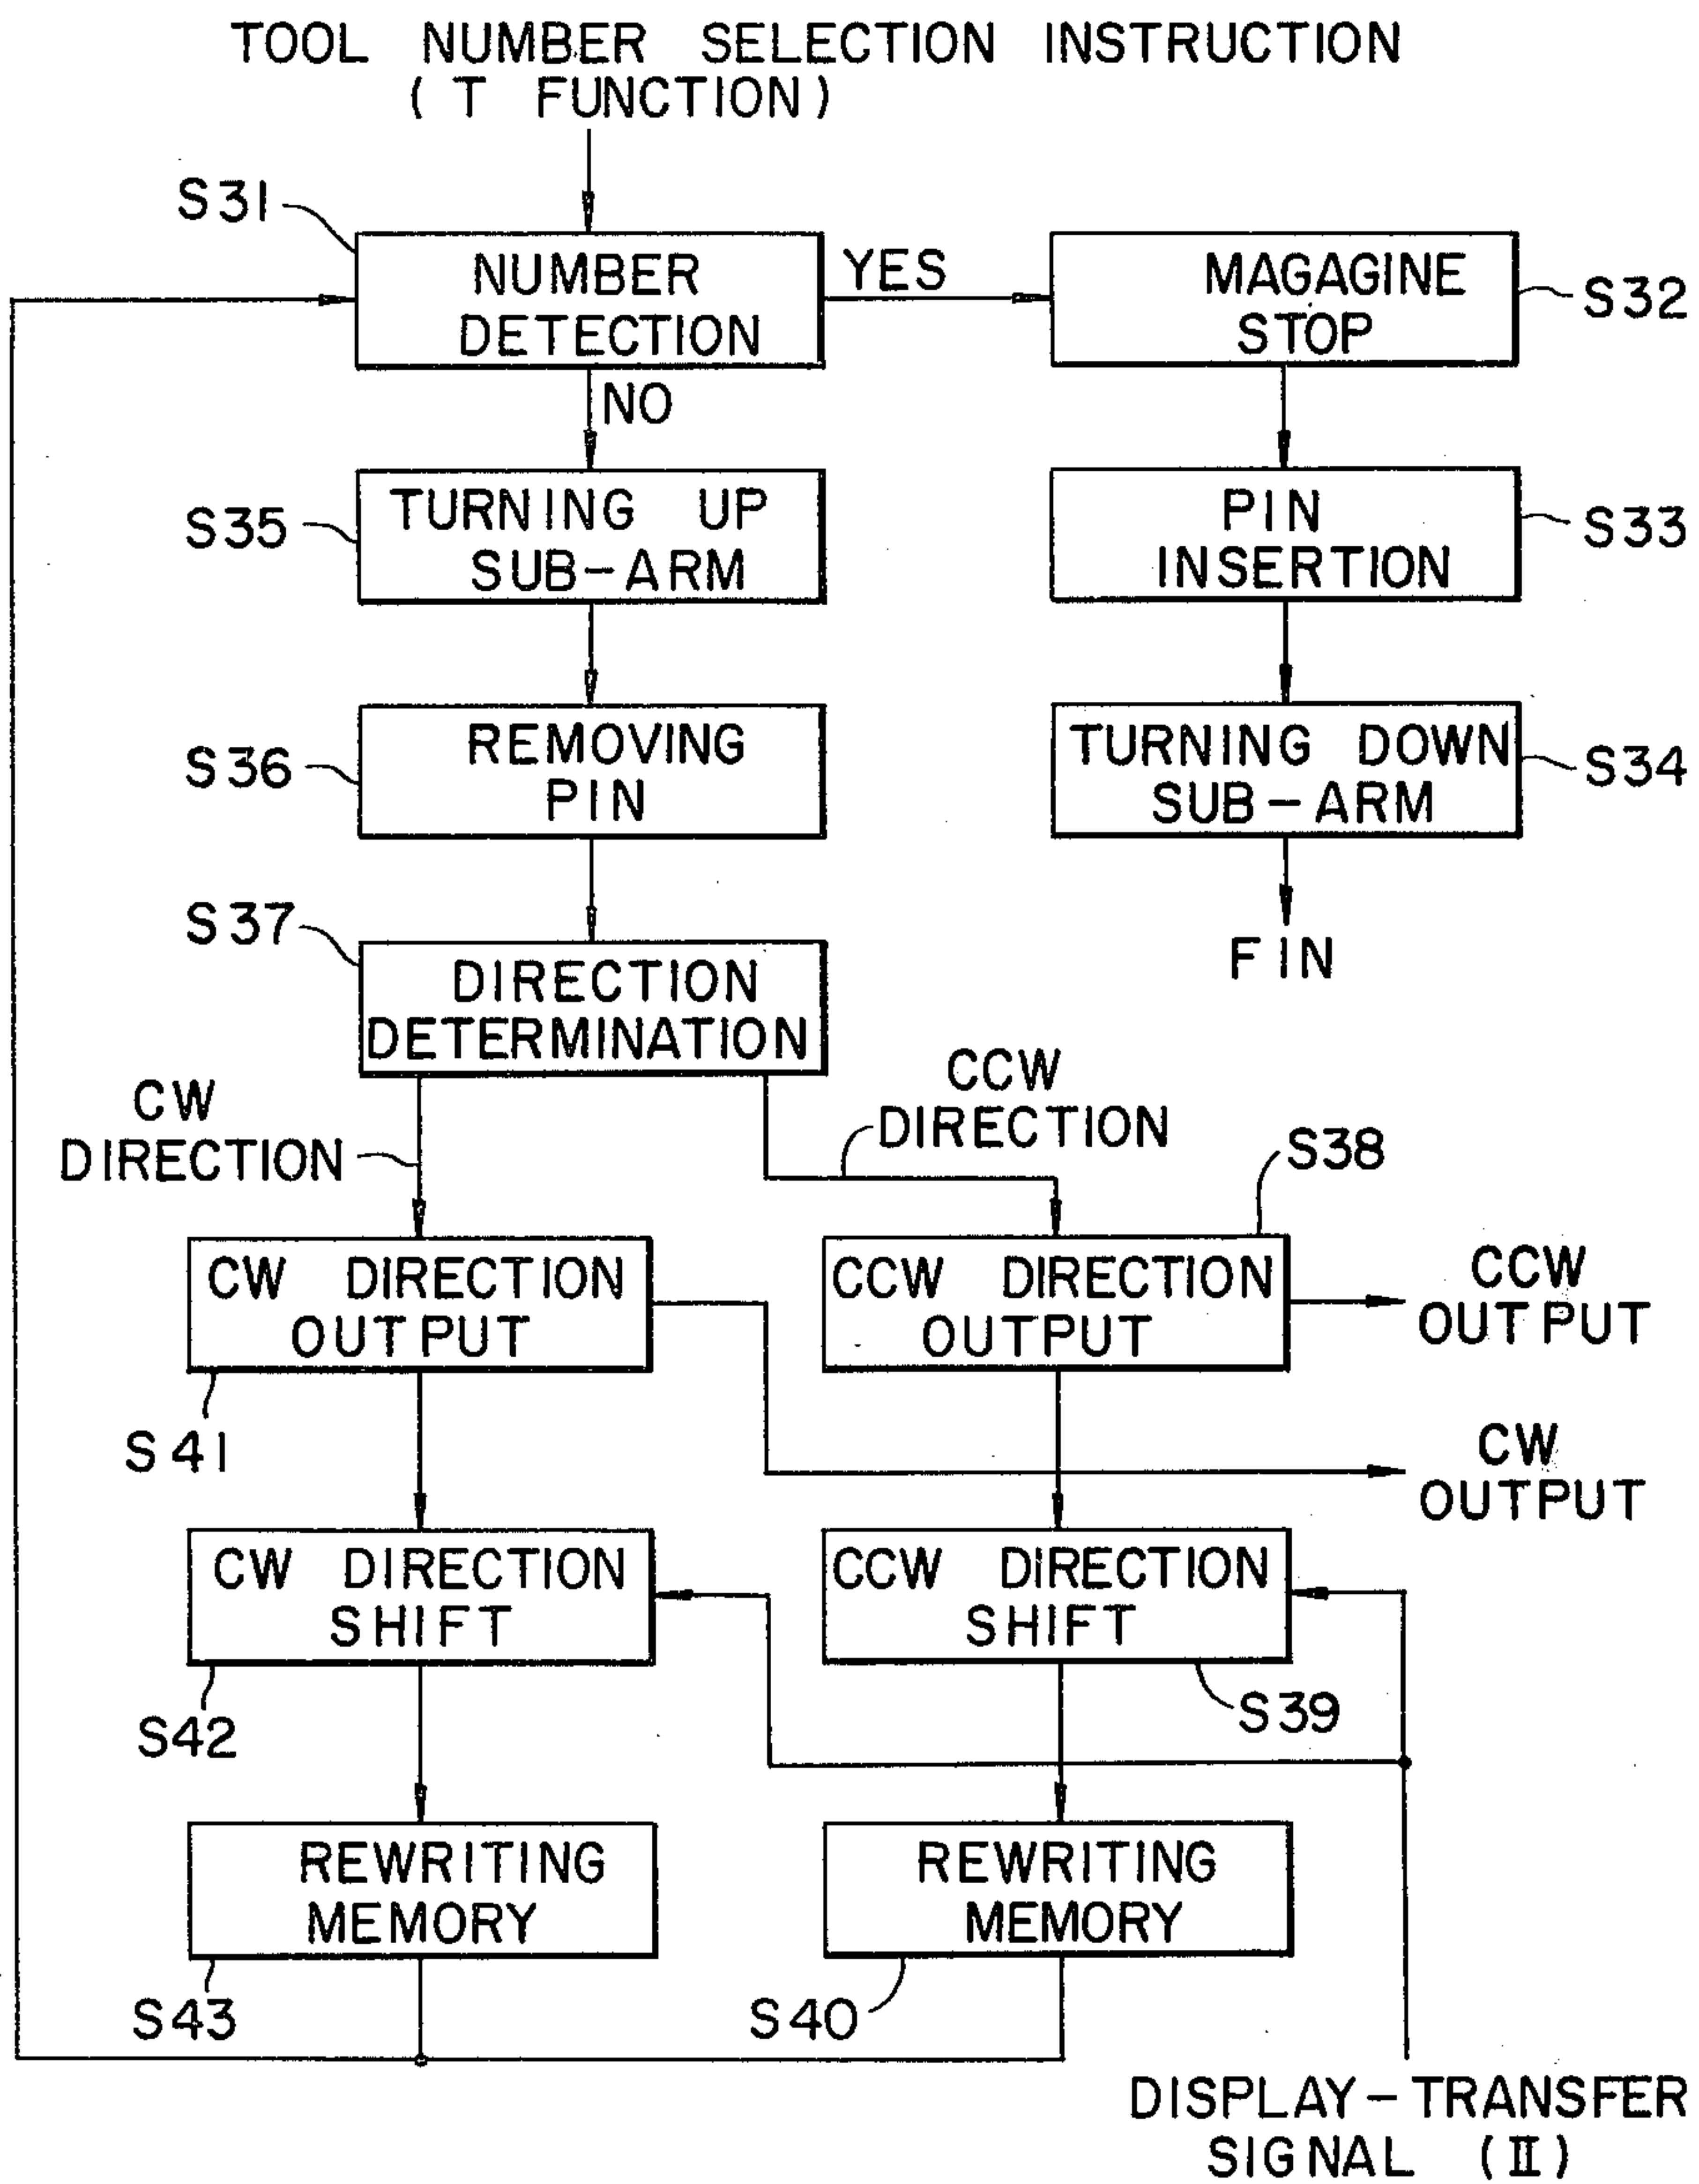 TOOL NUMBER SELECTION INSTRUCTION
( T FUNCTION )
S31
NUMBER
DETECTION
YES
MAGAGINE
STOP
S32
NO
S35
TURNING UP
SUB-ARM
PIN
INSERTION
S33
S36
REMOVING
PIN
TURNING DOWN
SUB-ARM
S34
S37
DIRECTION
DETERMINATION
FIN
CW
DIRECTION
CCW
DIRECTION
S38
CW DIRECTION
OUTPUT
CCW DIRECTION
OUTPUT
CCW
OUTPUT
S41
CW
OUTPUT
CW DIRECTION
SHIFT
CCW DIRECTION
SHIFT
S42
S39
REWRITING
MEMORY
REWRITING
MEMORY
S43
S40
DISPLAY-TRANSFER
SIGNAL (II)